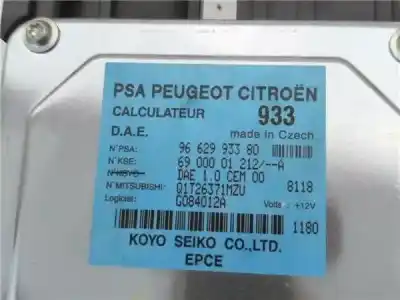 PSA PEUGEOT CITROËN
CALCULATEUR 933
D.A.E. made in Czech
N°PSA: 96 629 933 80
N°KSE: 69 000 01 212/--A
N°KOYO: DAE 1.0 CEM 00
N°MITSUBISHI: Q1T26371MZU 8118
Logiciel: G084012A Volts: +12V
1180
KOYO SEIKO CO.,LTD.
EPCE